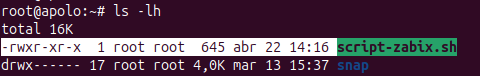 root@apolo:~# ls -lh
total 16K
-rwxr-xr-x  1 root root  645 abr 22 14:16 script-zabix.sh
drwx------ 17 root root 4,0K mar 13 15:37 snap